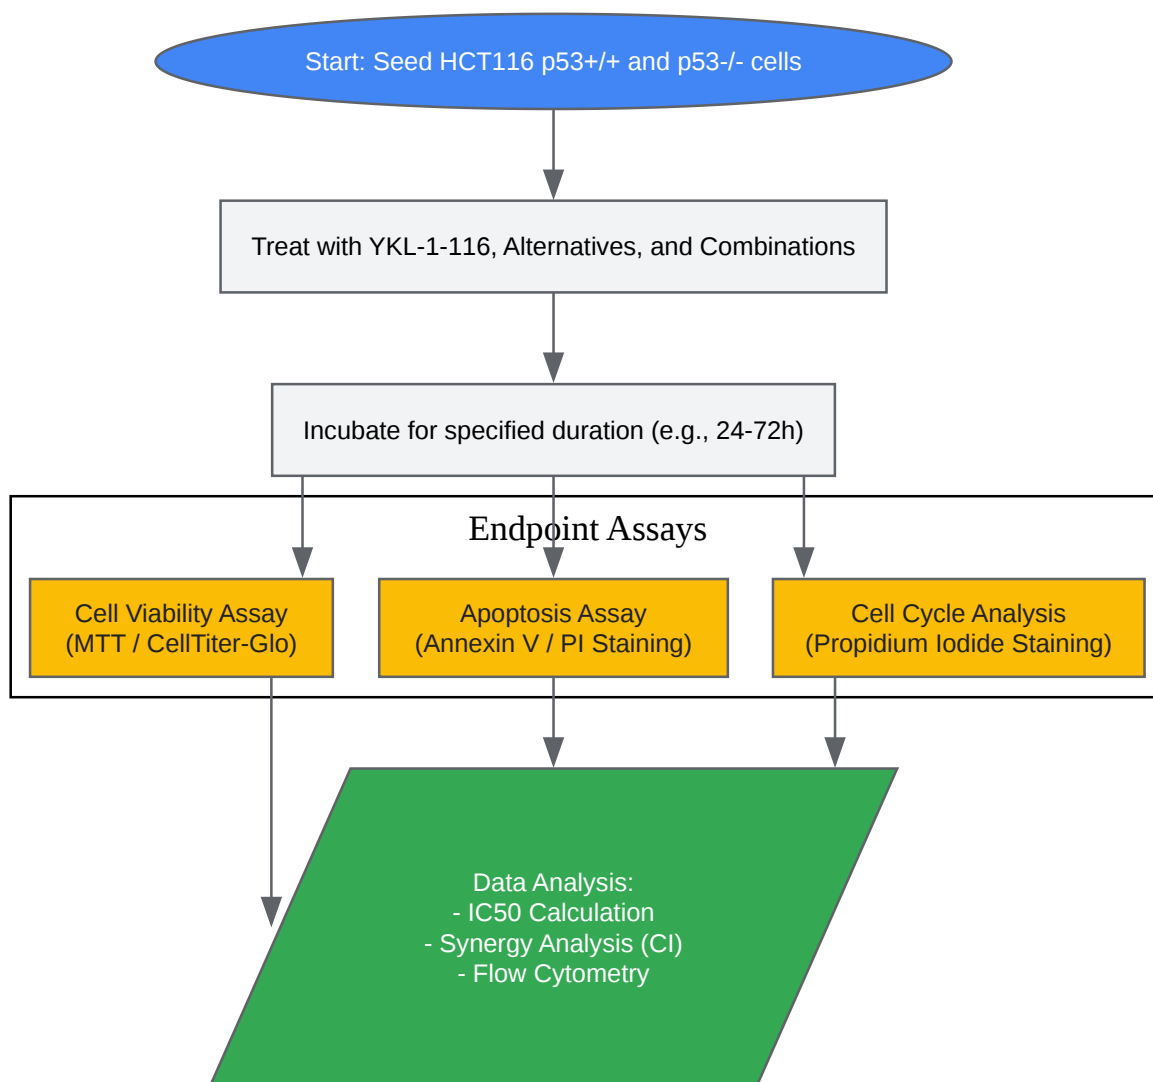 Start: Seed HCT116 p53+/+ and p53-/- cells
Treat with YKL-1-116, Alternatives, and Combinations
Incubate for specified duration (e.g., 24-72h)
Endpoint Assays
Cell Viability Assay
(MTT / CellTiter-Glo)
Apoptosis Assay
(Annexin V / PI Staining)
Cell Cycle Analysis
(Propidium Iodide Staining)
Data Analysis:
- IC50 Calculation
- Synergy Analysis (CI)
- Flow Cytometry